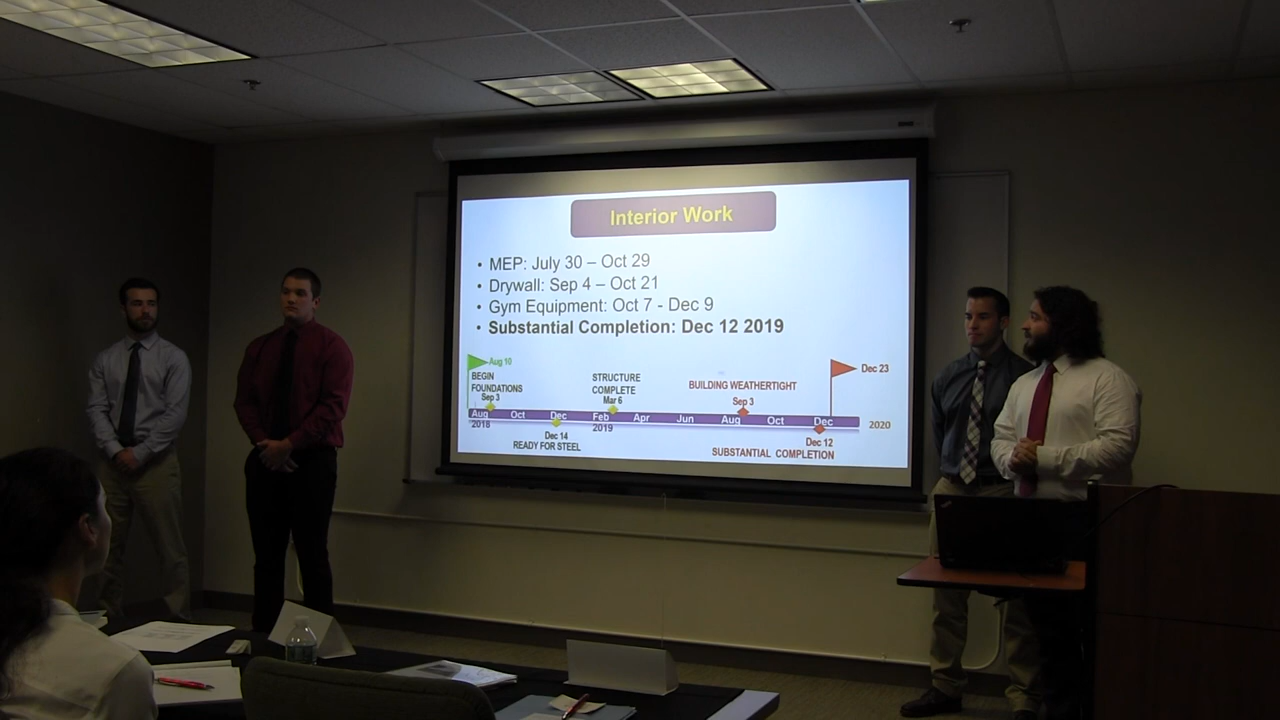 Interior Work
• MEP: July 30 – Oct 29
• Drywall: Sep 4 – Oct 21
• Gym Equipment: Oct 7 - Dec 9
• Substantial Completion: Dec 12 2019
Aug 10
BEGIN
FOUNDATIONS
Sep 3
STRUCTURE
COMPLETE
Mar 6
BUILDING WEATHERTIGHT
Sep 3
Dec 23
Aug Oct Dec Feb Apr Jun Aug Oct Dec
2018 2019 2020
Dec 14
READY FOR STEEL
Dec 12
SUBSTANTIAL COMPLETION